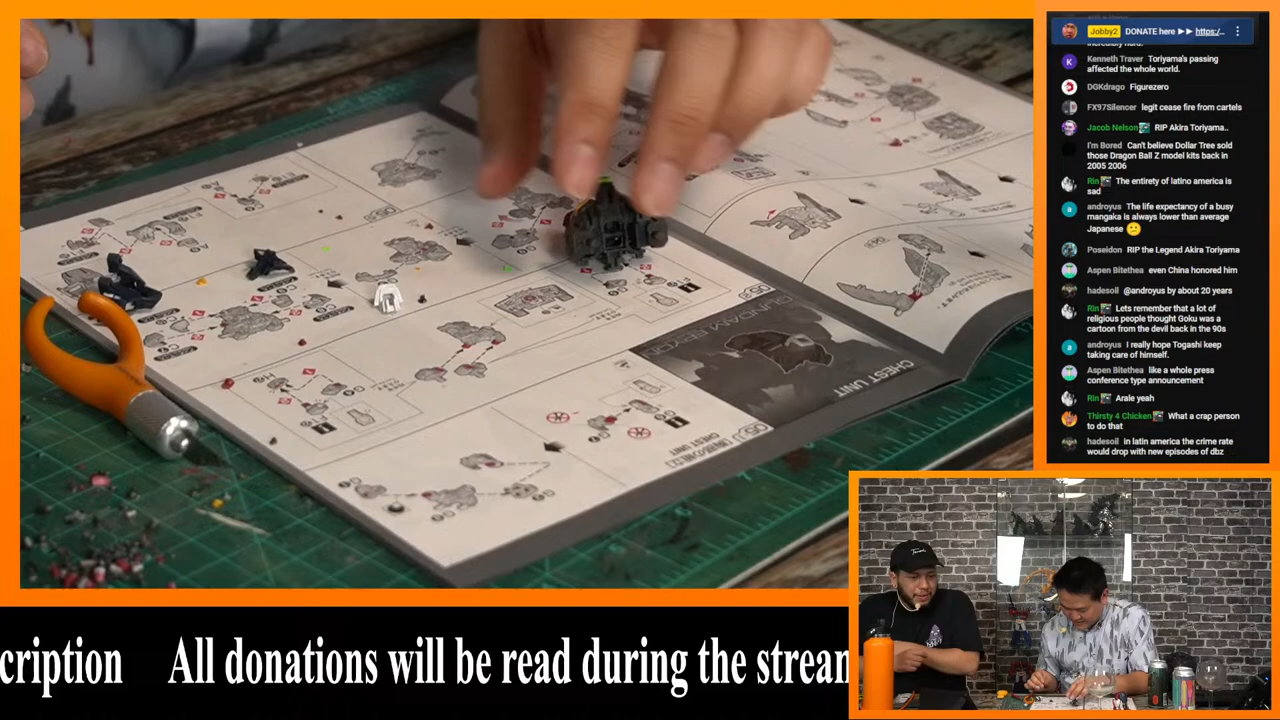 Jobby2 DONATE here ►► https:/...
incredibly hard.
Kenneth Traver Toriyama's passing
affected the whole world.
DGKdrago Figurezero
FX97Silencer legit cease fire from cartels
Jacob Nelson RIP Akira Toriyama..
I'm Bored Can't believe Dollar Tree sold
those Dragon Ball Z model kits back in
2005 2006
Rin The entirety of latino america is
sad
androyus The life expectancy of a busy
mangaka is always lower than average
Japanese
Poseidon RIP the Legend Akira Toriyama
Aspen Bitethea even China honored him
hadesoil @androyus by about 20 years
Rin Lets remember that a lot of
religious people thought Goku was a
cartoon from the devil back in the 90s
androyus I really hope Togashi keep
taking care of himself.
Aspen Bitethea like a whole press
conference type announcement
Rin Arale yeah
Thirsty 4 Chicken What a crap person
to do that
hadesoil in latin america the crime rate
would drop with new episodes of dbz
CHEST UNIT
CHEST UNIT
cription All donations will be read during the stream